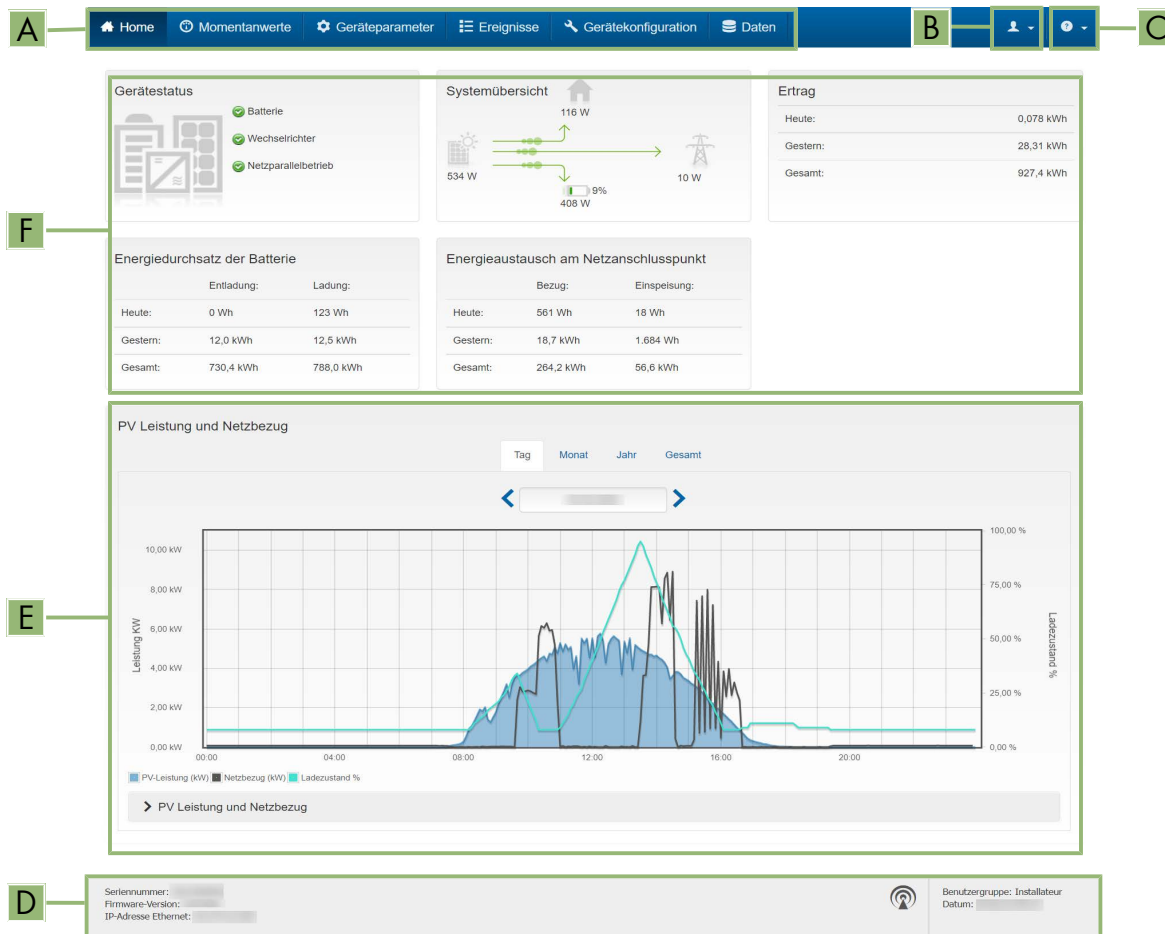 A
Home Momentanwerte Geräteparameter Ereignisse Gerätekonfiguration Daten
B
C
F
Gerätestatus
Batterie
Wechselrichter
Netzparallelbetrieb
Systemübersicht
116 W
534 W
10 W
9%
408 W
Ertrag
Heute: 0,078 kWh
Gestern: 28,31 kWh
Gesamt: 927,4 kWh
Energiedurchsatz der Batterie
Entladung: Ladung:
Heute: 0 Wh 123 Wh
Gestern: 12,0 kWh 12,5 kWh
Gesamt: 730,4 kWh 788,0 kWh
Energieaustausch am Netzanschlusspunkt
Bezug: Einspeisung:
Heute: 561 Wh 18 Wh
Gestern: 18,7 kWh 1.684 Wh
Gesamt: 264,2 kWh 56,6 kWh
E
PV Leistung und Netzbezug
Tag Monat Jahr Gesamt
Leistung KW
10,00 kW
8,00 kW
6,00 kW
4,00 kW
2,00 kW
0,00 kW
100,00 %
75,00 %
50,00 %
25,00 %
0,00 %
Ladezustand %
00:00 04:00 08:00 12:00 16:00 20:00
PV-Leistung (kW) Netzbezug (kW) Ladezustand %
PV Leistung und Netzbezug
D
Seriennummer:
Firmware-Version:
IP-Adresse Ethernet:
Benutzergruppe: Installateur
Datum: